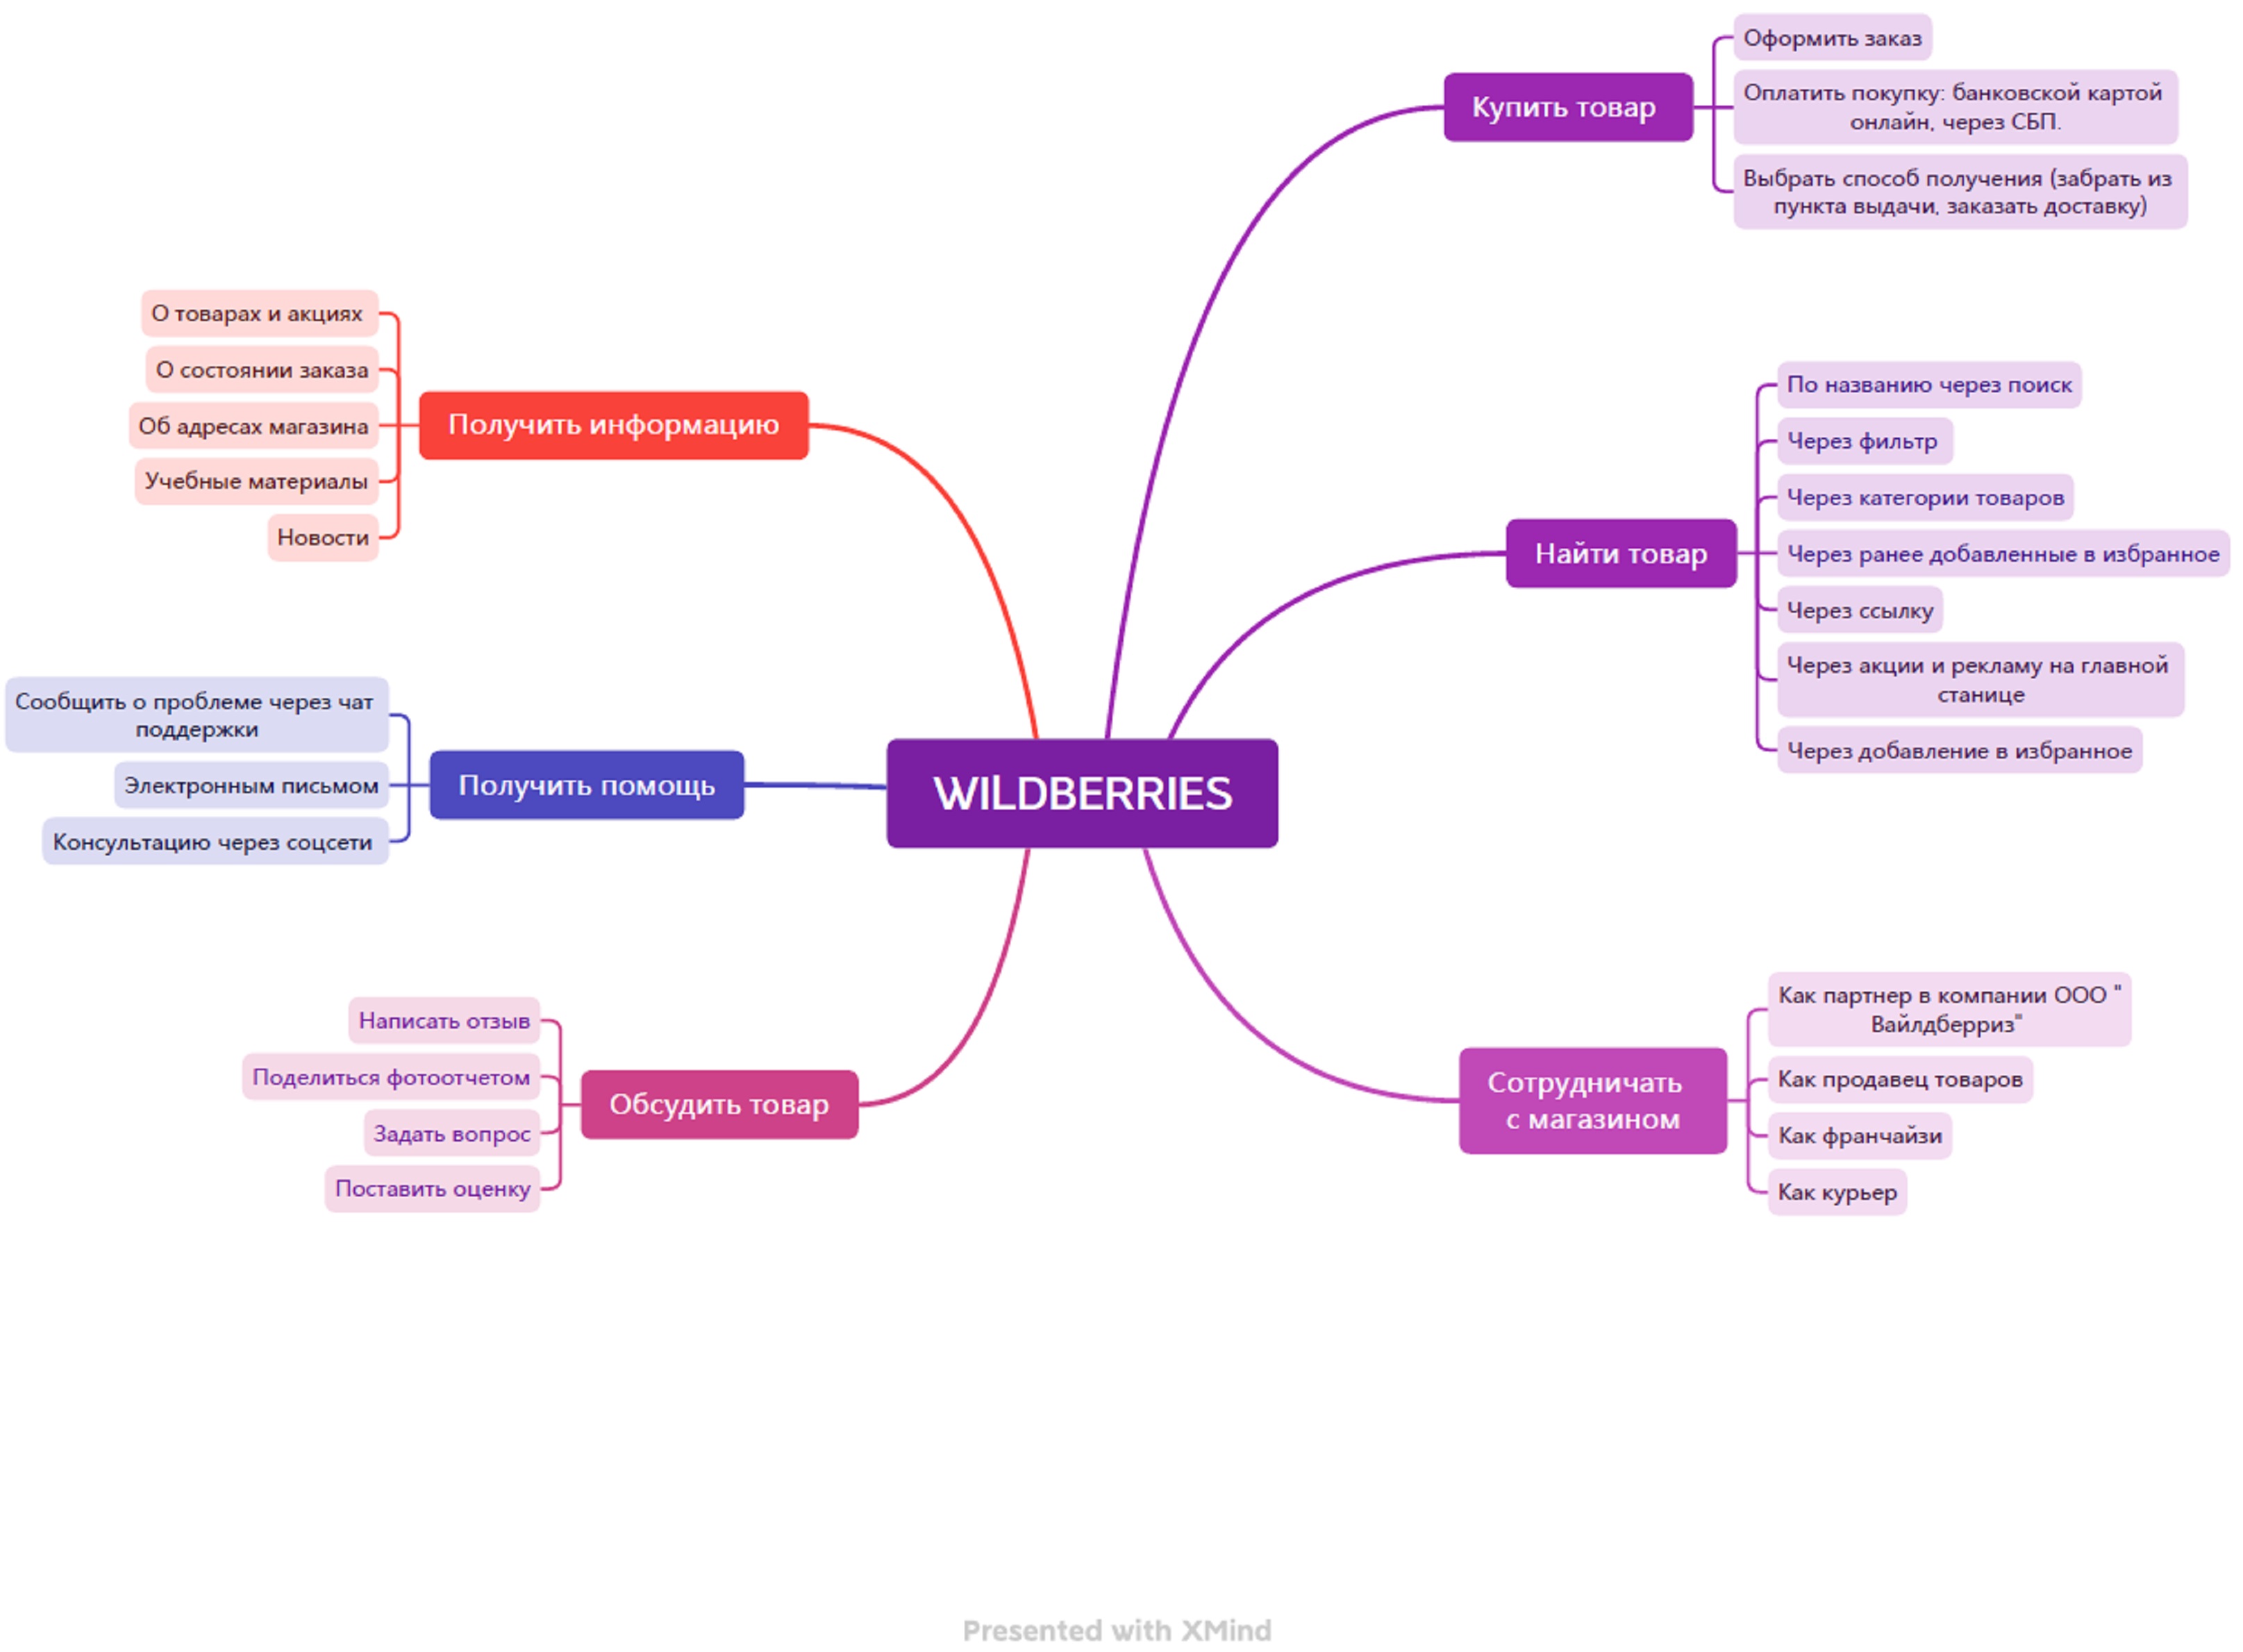 Оформить заказ
Купить товар
Оплатить покупку: банковской картой
онлайн, через СБП.
Выбрать способ получения (забрать из
пункта выдачи, заказать доставку)
О товарах и акциях
О состоянии заказа
Получить информацию
Об адресах магазина
Учебные материалы
Новости
По названию через поиск
Через фильтр
Через категории товаров
Найти товар
Через ранее добавленные в избранное
Через ссылку
Через акции и рекламу на главной
станице
Через добавление в избранное
Сообщить о проблеме через чат
поддержки
Получить помощь
Электронным письмом
Консультацию через соцсети
WILDBERRIES
Написать отзыв
Поделиться фотоотчетом
Обсудить товар
Задать вопрос
Поставить оценку
Как партнер в компании ООО "
Вайлдберриз"
Сотрудничать
с магазином
Как продавец товаров
Как франчайзи
Как курьер
Presented with XMind